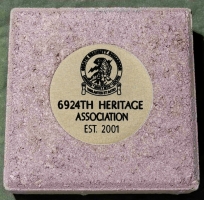 6924TH HERITAGE
ASSOCIATION
EST. 2001